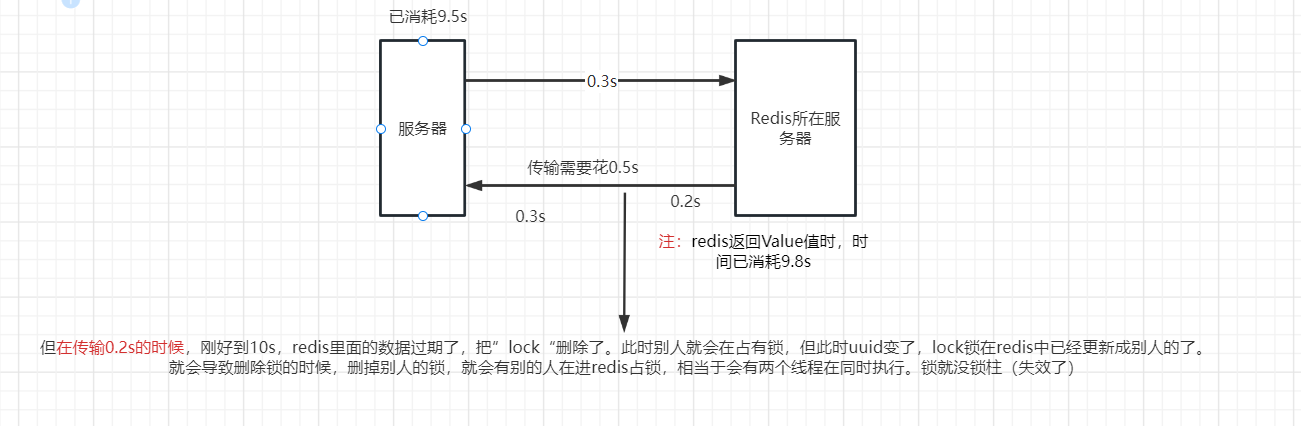 已消耗9.5s
0.3s
服务器
Redis所在服
务器
传输需要花0.5s
0.2s
0.3s
注：redis返回Value值时，时
间已消耗9.8s
但在传输0.2s的时候，刚好到10s，redis里面的数据过期了，把”lock“删除了。此时别人就会在占有锁，但此时uuid变了，lock锁在redis中已经更新成别人的了。
就会导致删除锁的时候，删掉别人的锁，就会有别的人在进redis占锁，相当于会有两个线程在同时执行。锁就没锁柱（失效了）